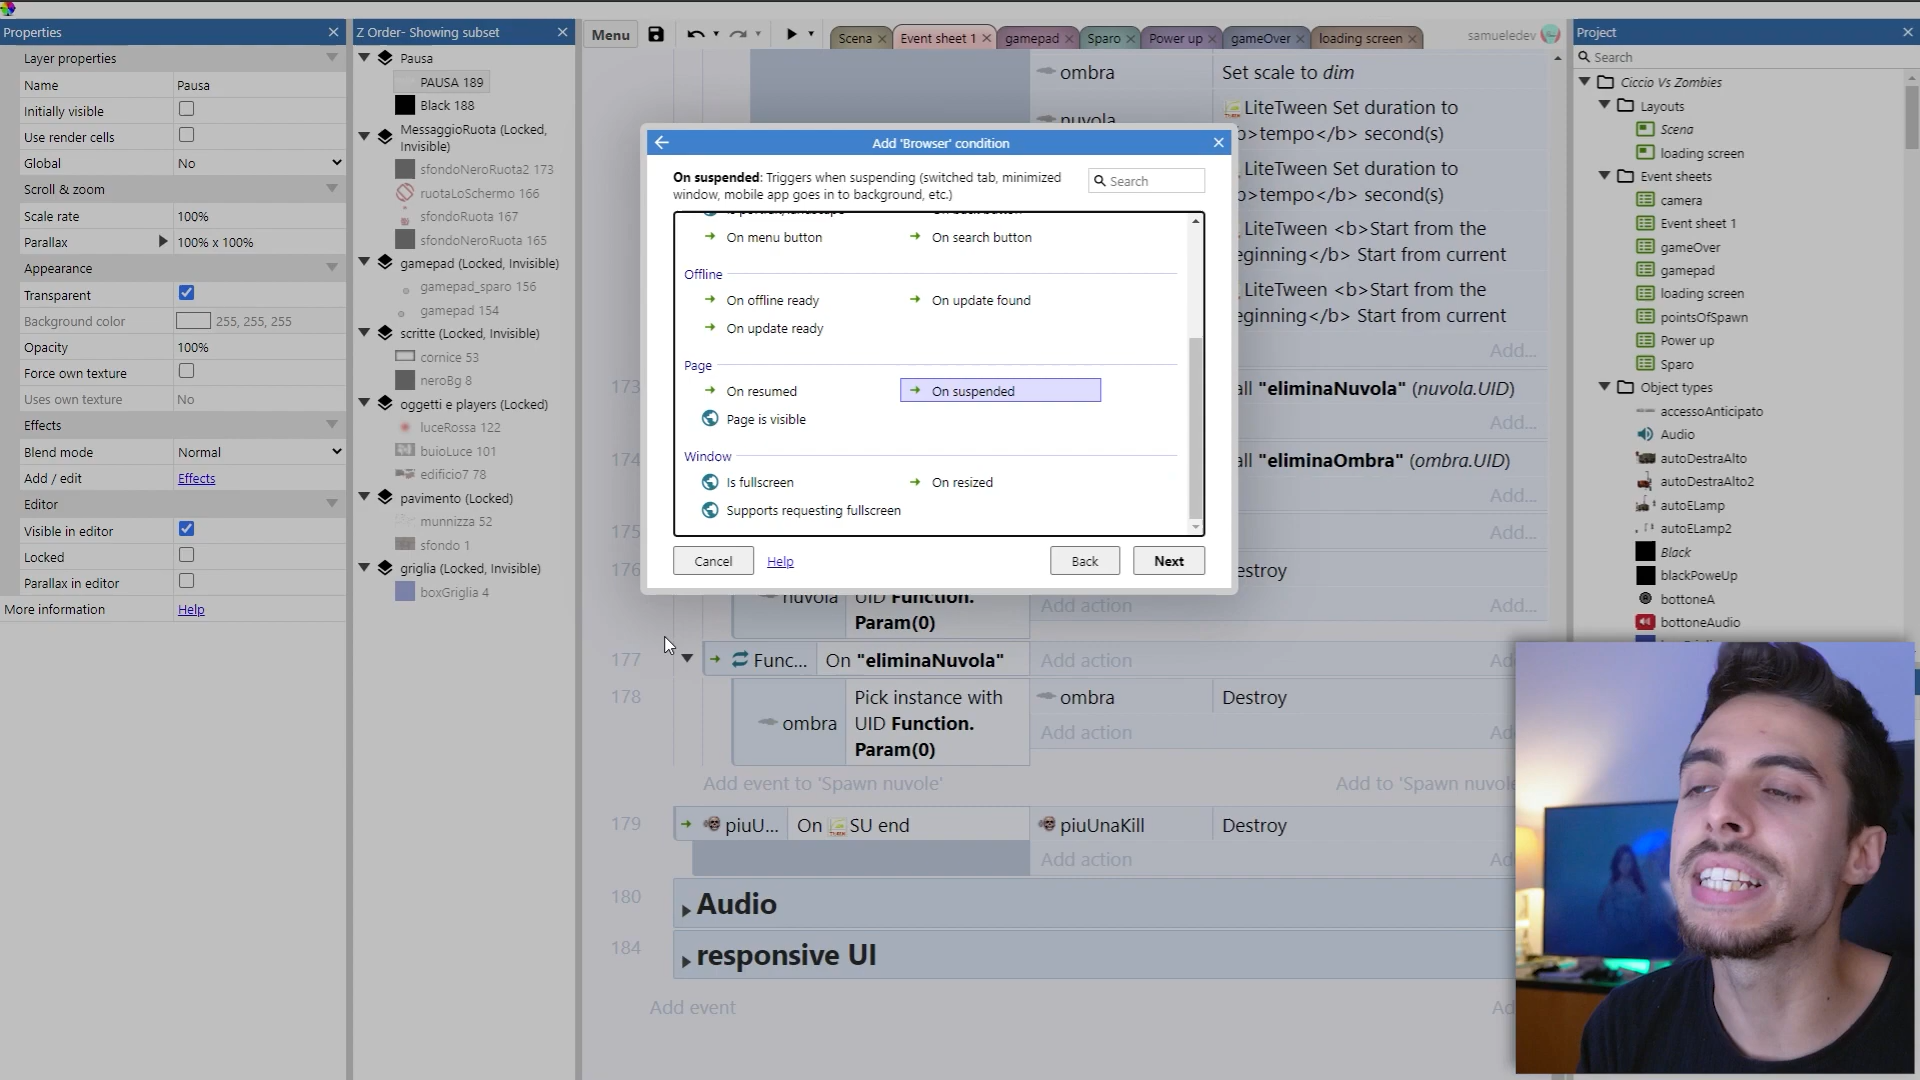 Properties
Layer properties
Name Pausa
Initially visible
Use render cells
Global No
Scroll & zoom
Scale rate 100%
Parallax 100% x 100%
Appearance
Transparent
Background color 255, 255, 255
Opacity 100%
Force own texture
Uses own texture No
Effects
Blend mode Normal
Add / edit Effects
Editor
Visible in editor
Locked
Parallax in editor
More information Help
Z Order- Showing subset
Pausa
PAUSA 189
Black 188
MessaggioRuota (Locked,
Invisible)
sfondoNeroRuota2 173
ruotaLoSchermo 166
sfondoRuota 167
sfondoNeroRuota 165
gamepad (Locked, Invisible)
gamepad_sparo 156
gamepad 154
scritte (Locked, Invisible)
cornice 53
neroBg 8
oggetti e players (Locked)
luceRossa 122
buioLuce 101
edificio7 78
pavimento (Locked)
munnizza 52
sfondo 1
griglia (Locked, Invisible)
boxGriglia 4
Menu
Scena
Event sheet 1
gamepad
Sparo
Power up
gameOver
loading screen
samueledev
ombra Set scale to dim
nuvola LiteTween Set duration to
b>tempo</b> second(s)
LiteTween Set duration to
b>tempo</b> second(s)
LiteTween <b>Start from the
eginning</b> Start from current
LiteTween <b>Start from the
eginning</b> Start from current
Add...
173 all "eliminaNuvola" (nuvola.UID)
Add...
174 all "eliminaOmbra" (ombra.UID)
Add...
175 Add...
176 estroy
nuvola UID Function.
Param(0)
Add action Add...
177 Func... On "eliminaNuvola" Add action
178 ombra Pick instance with
UID Function.
Param(0)
ombra Destroy
Add action
Add event to 'Spawn nuvole' Add to 'Spawn nuvole
179 piuU... On SU end piuUnaKill Destroy
Add action
180 Audio
184 responsive UI
Add event
Add 'Browser' condition
On suspended: Triggers when suspending (switched tab, minimized
window, mobile app goes in to background, etc.)
Search
On menu button On search button
Offline
On offline ready On update found
On update ready
Page
On resumed On suspended
Page is visible
Window
Is fullscreen On resized
Supports requesting fullscreen
Cancel Help Back Next
Project
Search
Ciccio Vs Zombies
Layouts
Scena
loading screen
Event sheets
camera
Event sheet 1
gameOver
gamepad
loading screen
pointsOfSpawn
Power up
Sparo
Object types
accessoAnticipato
Audio
autoDestraAlto
autoDestraAlto2
autoELamp
autoELamp2
Black
blackPoweUp
bottoneA
bottoneAudio